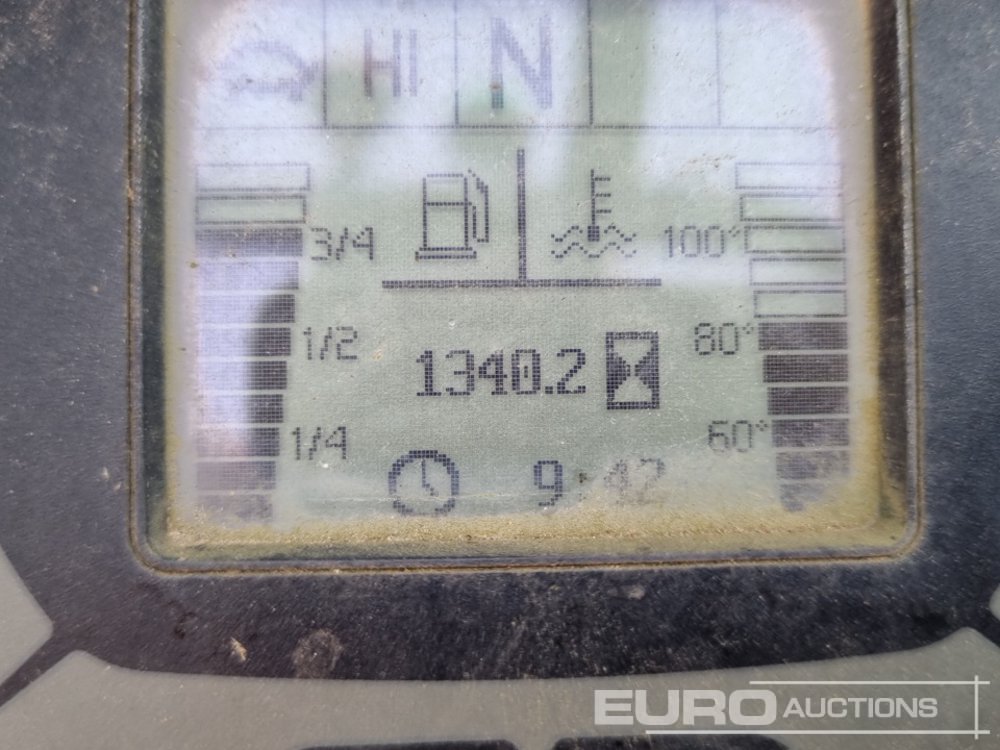 HI N
3/4 100°
1/2 1340.2 80°
1/4 60°
9:42
EURO AUCTIONS